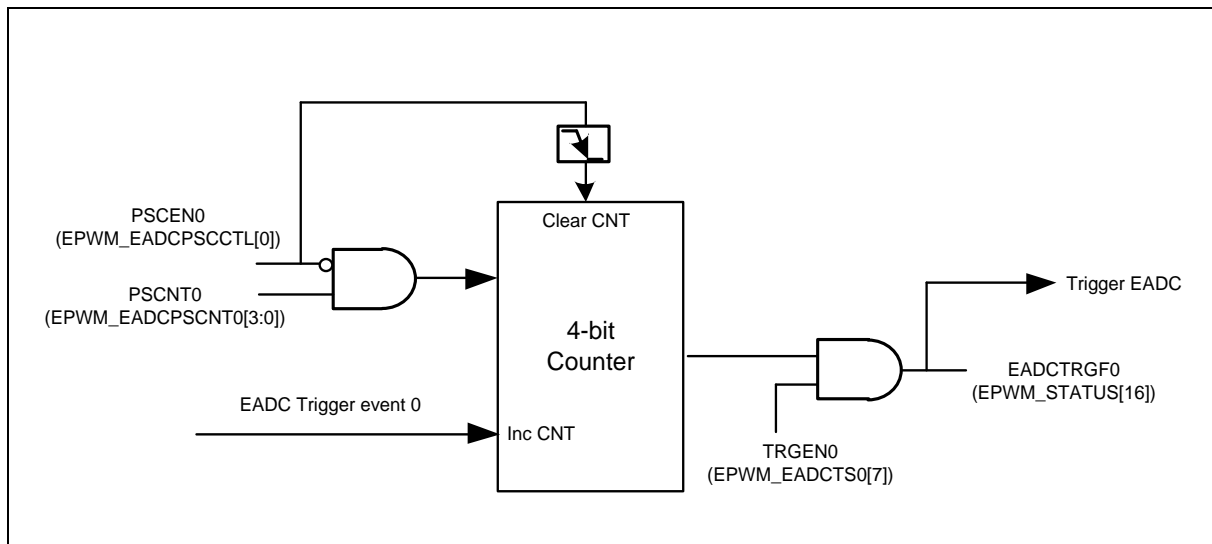 Clear CNT
PSCEN0
(EPWM_EADCPSCCTL[0])
PSCNT0
(EPWM_EADCPSCNT0[3:0])
4-bit
Counter
EADC Trigger event 0
Inc CNT
Trigger EADC
EADCTRGF0
(EPWM_STATUS[16])
TRGEN0
(EPWM_EADCTS0[7])